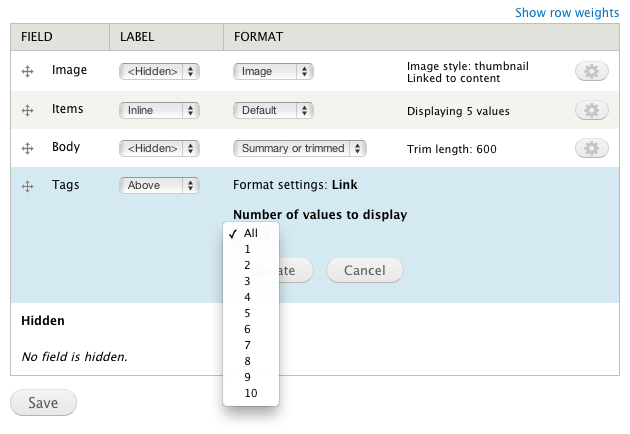 Show row weights
FIELD LABEL FORMAT
Image <Hidden> Image Image style: thumbnail
Linked to content
Items Inline Default Displaying 5 values
Body <Hidden> Summary or trimmed Trim length: 600
Tags Above Format settings: Link
Number of values to display
✓ All
1
2
3
4
5
6
7
8
9
10
Cancel
Hidden
No field is hidden.
Save